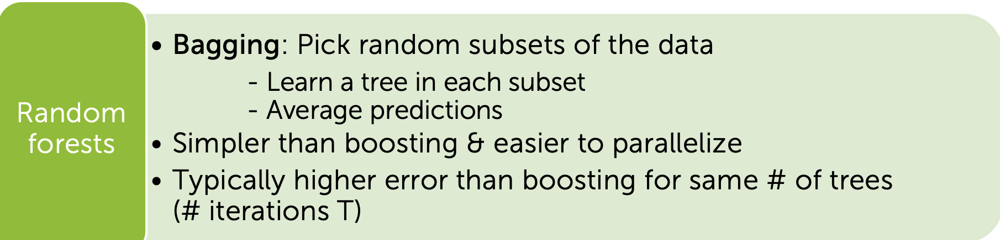 Random
forests
• Bagging: Pick random subsets of the data
- Learn a tree in each subset
- Average predictions
• Simpler than boosting & easier to parallelize
• Typically higher error than boosting for same # of trees
(# iterations T)